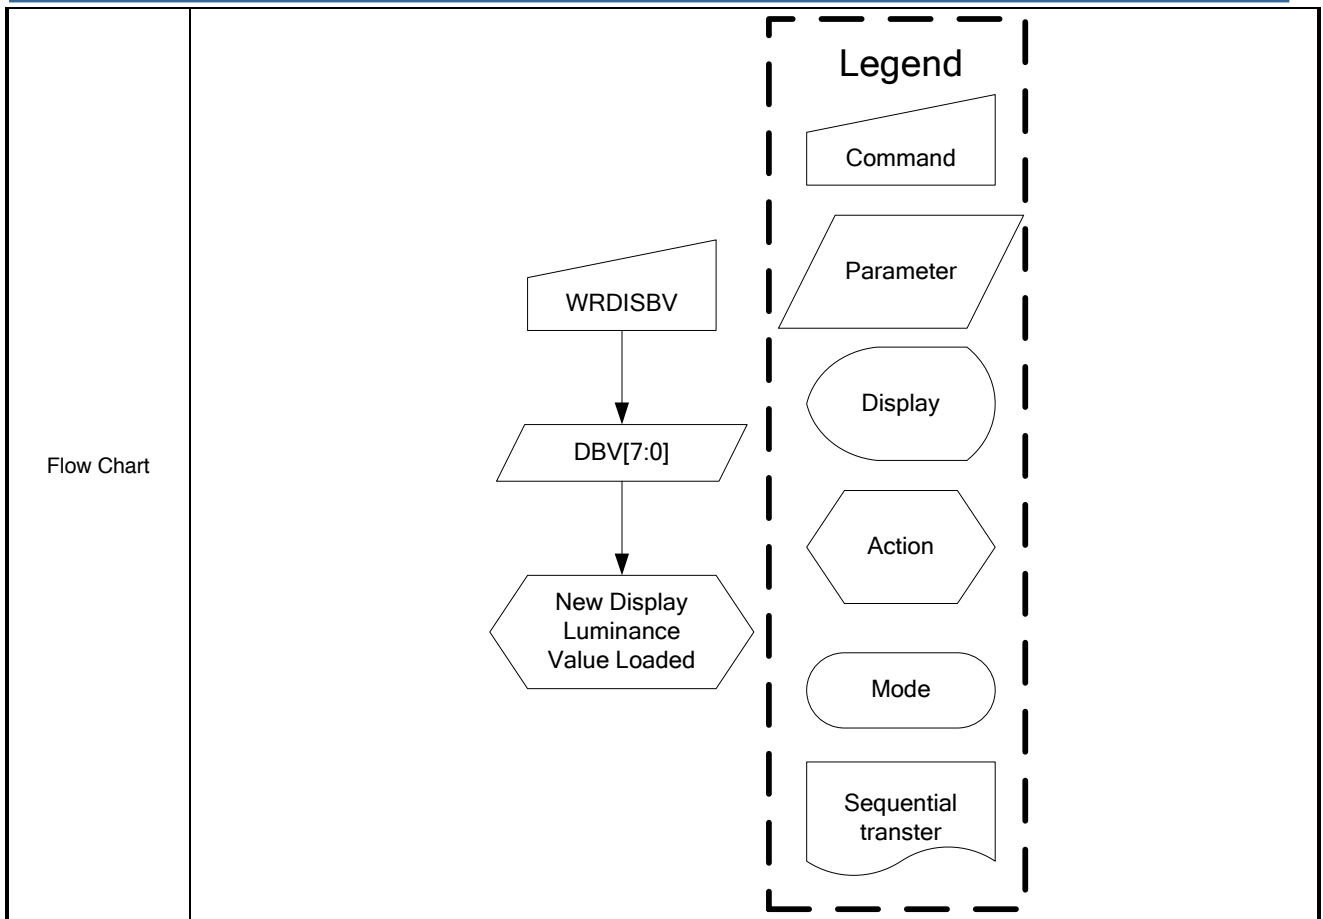 Flow Chart
WRDISBV
DBV[7:0]
New Display
Luminance
Value Loaded
Legend
Command
Parameter
Display
Action
Mode
Sequential
transter